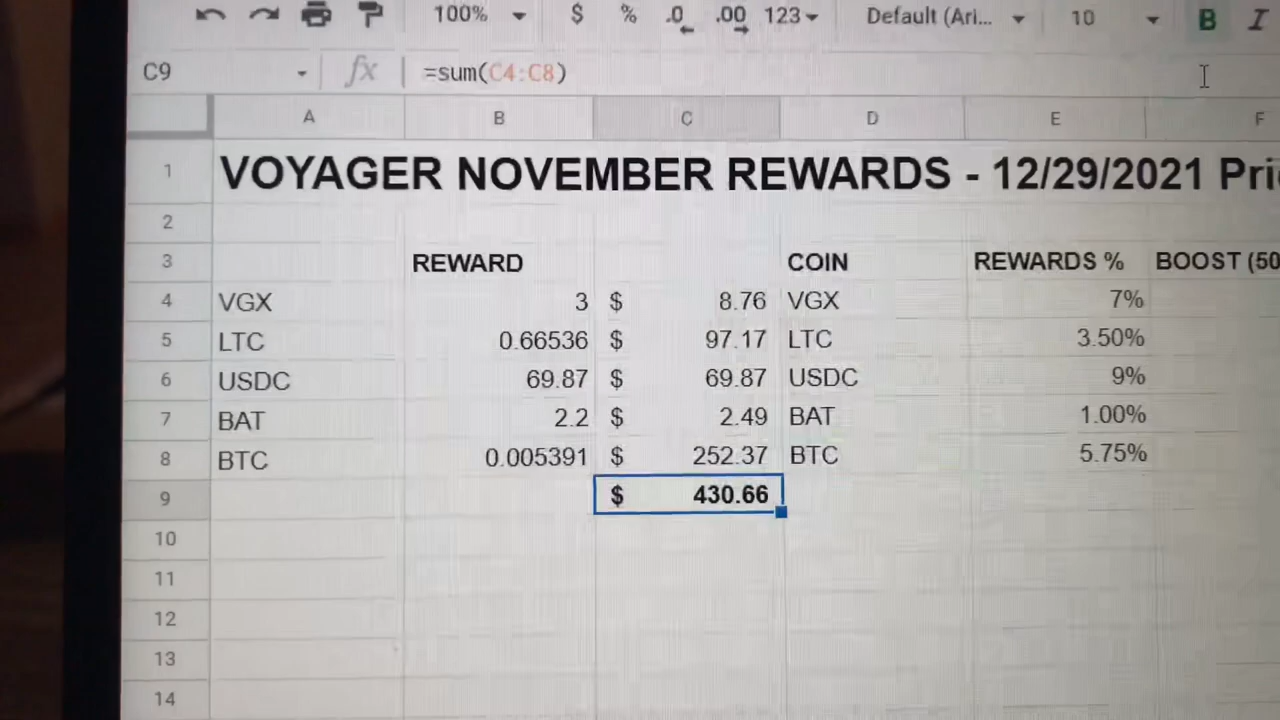 100% $ % .0 .00 123 Default (Ari... 10 B I
C9 fx =sum(C4:C8)
A B C D E F
1 VOYAGER NOVEMBER REWARDS - 12/29/2021
2
3 REWARD COIN REWARDS % BOOST (50
4 VGX 3 $ 8.76 VGX 7%
5 LTC 0.66536 $ 97.17 LTC 3.50%
6 USDC 69.87 $ 69.87 USDC 9%
7 BAT 2.2 $ 2.49 BAT 1.00%
8 BTC 0.005391 $ 252.37 BTC 5.75%
9 $ 430.66
10
11
12
13
14